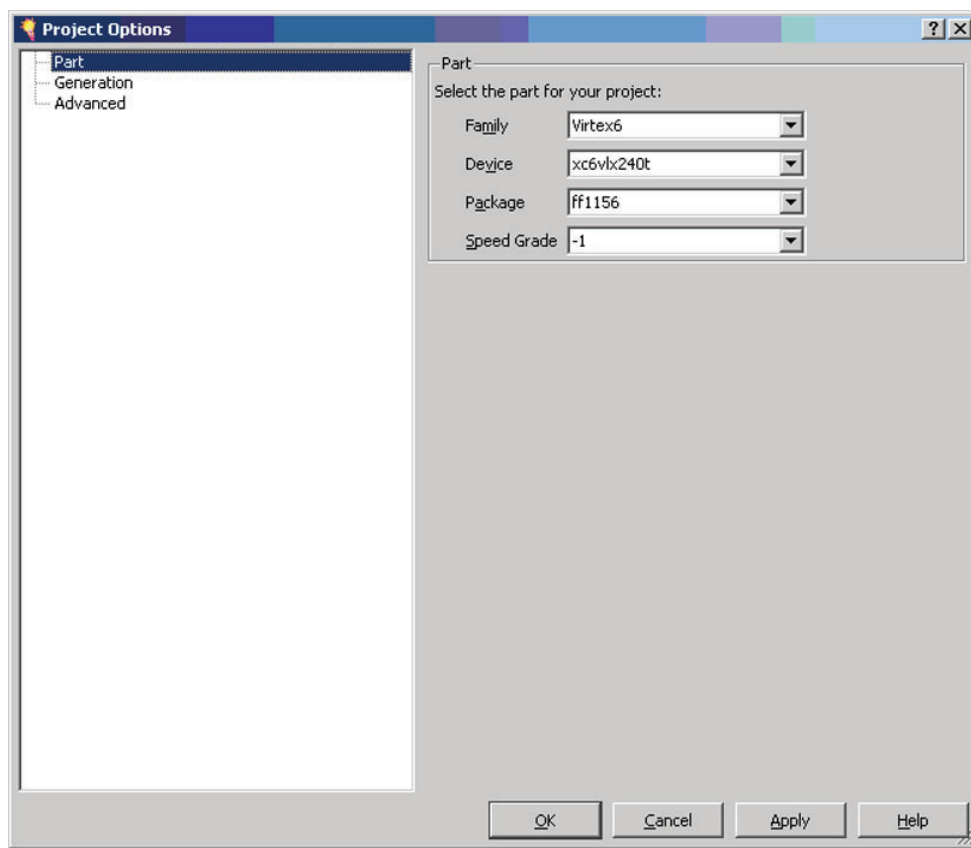 Project Options
Part
Generation
Advanced
Part
Select the part for your project:
Family Virtex6
Device xc6vlx240t
Package ff1156
Speed Grade -1
OK Cancel Apply Help